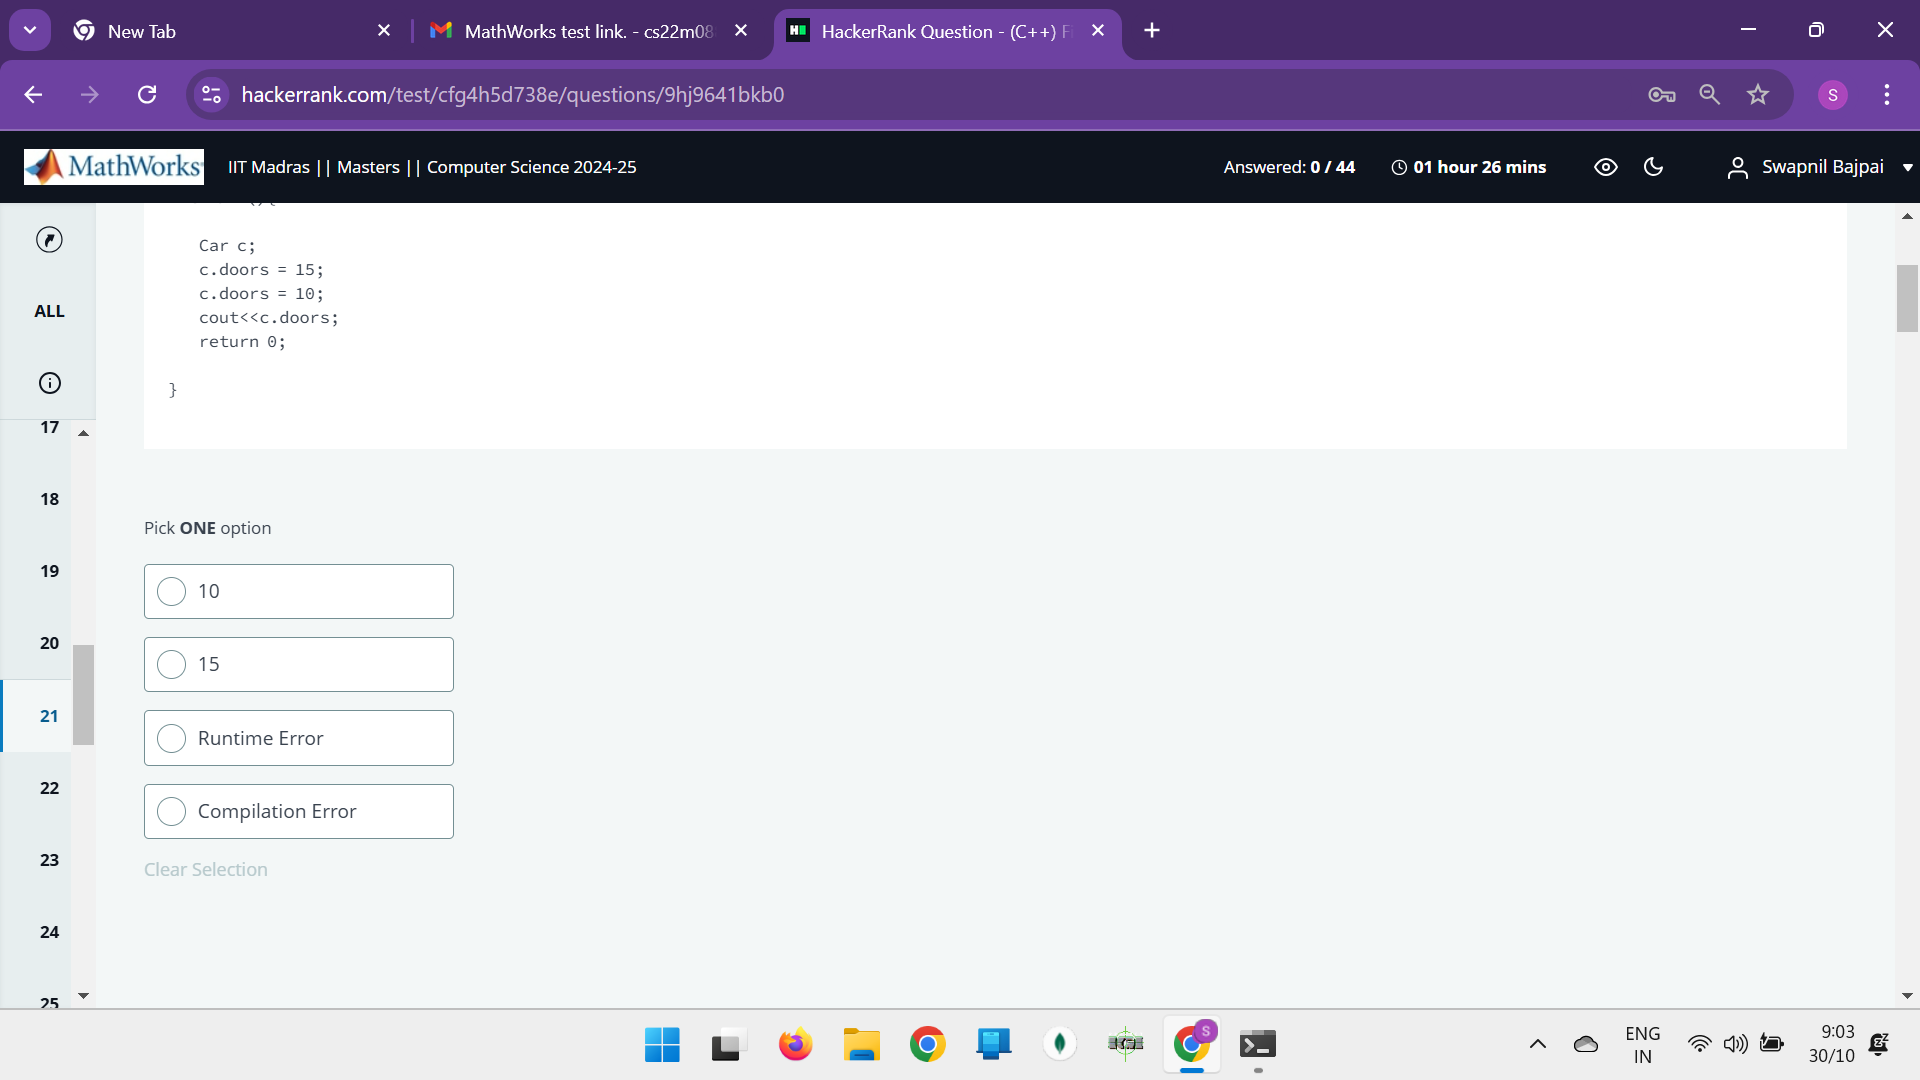 New Tab
MathWorks test link. - cs22m08
HackerRank Question - (C++) Fi
hackerrank.com/test/cfg4h5d738e/questions/9hj9641bkb0
S
MathWorks
IIT Madras || Masters || Computer Science 2024-25
Answered: 0 / 44
01 hour 26 mins
Swapnil Bajpai
Car c;
c.doors = 15;
c.doors = 10;
cout<<c.doors;
return 0;
}
ALL
17
18
19
20
21
22
23
24
25
Pick ONE option
10
15
Runtime Error
Compilation Error
Clear Selection
S
ENG
IN
9:03
30/10